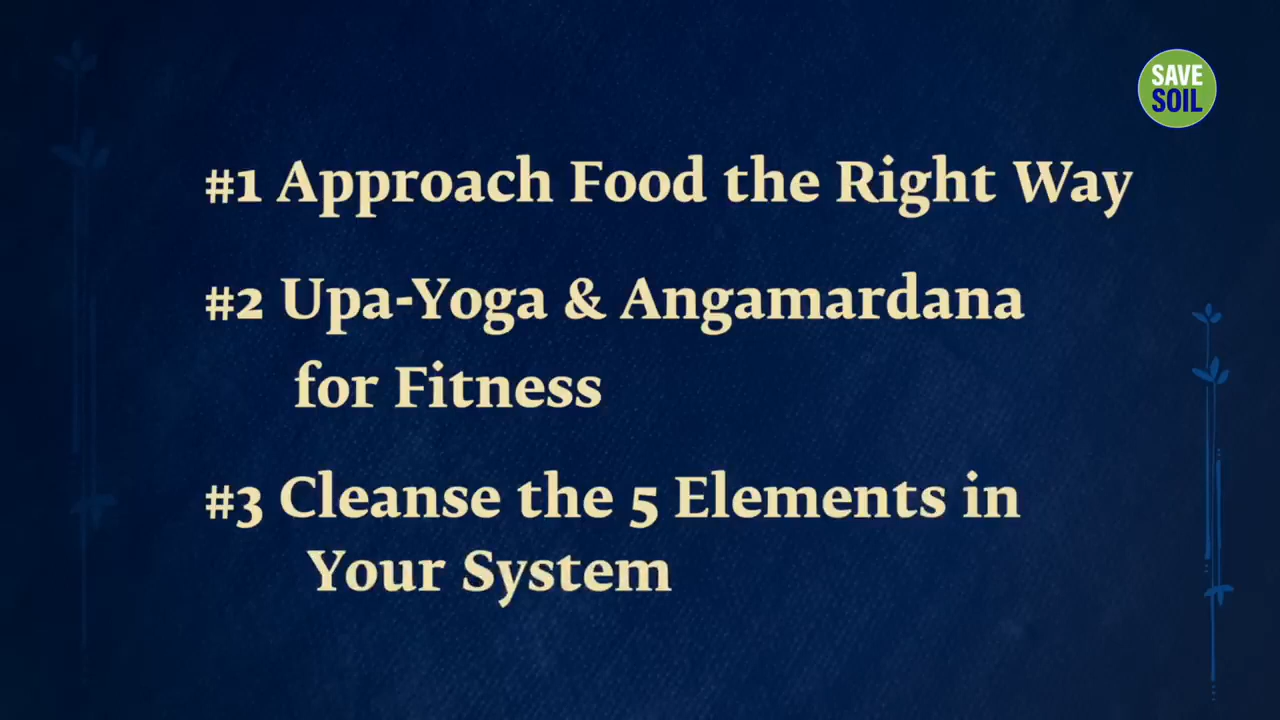 SAVE
SOIL
#1 Approach Food the Right Way
#2 Upa-Yoga & Angamardana
for Fitness
#3 Cleanse the 5 Elements in
Your System